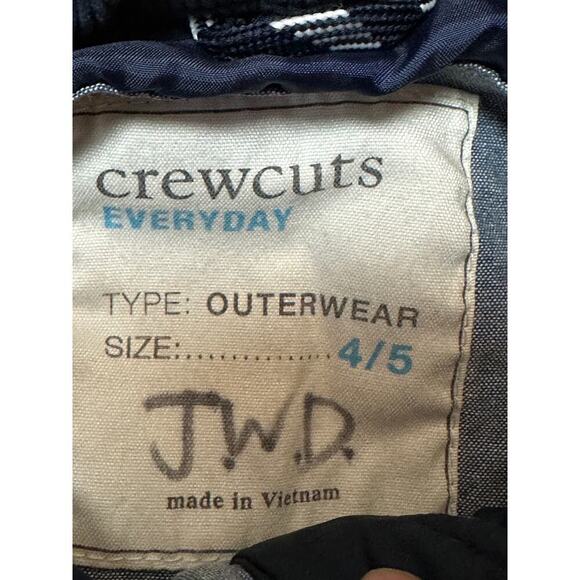 crewcuts
EVERYDAY
TYPE: OUTERWEAR
SIZE:................4/5
J.W.D.
made in Vietnam